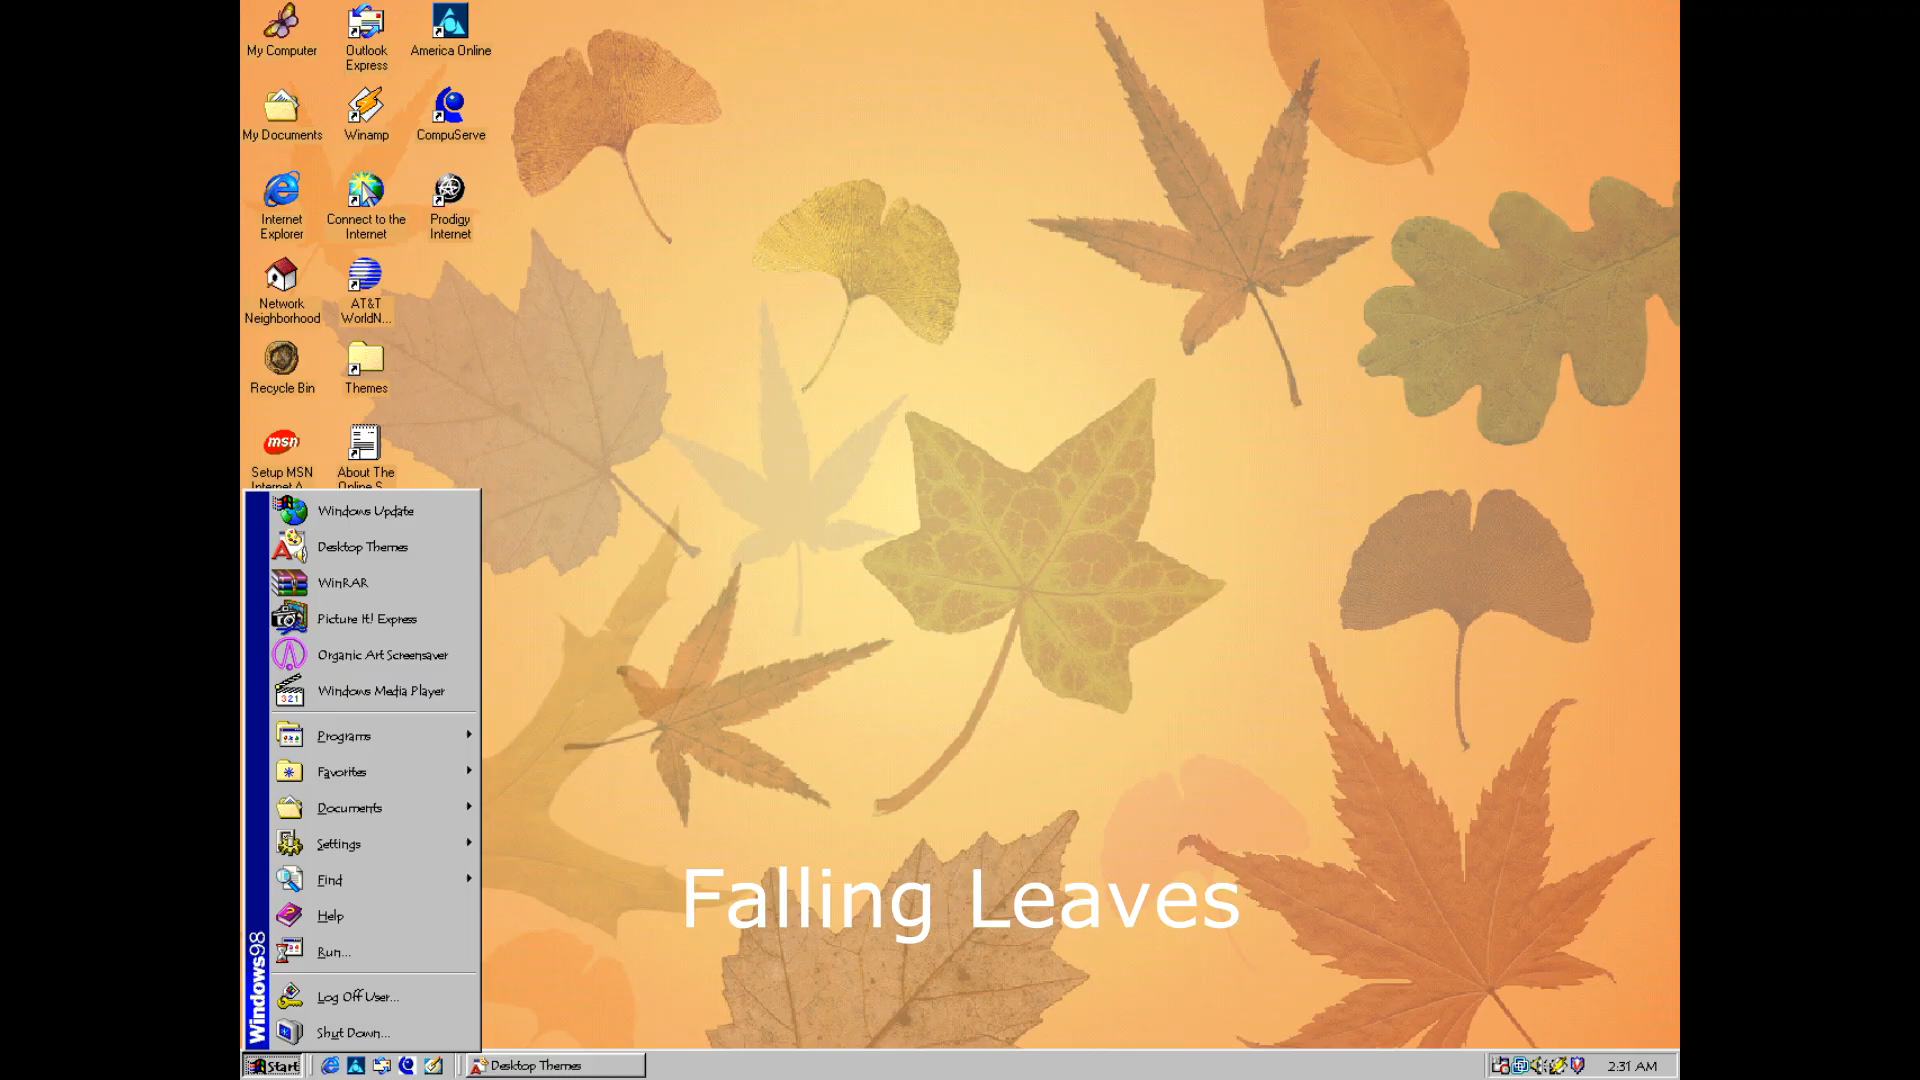 My Computer
Outlook
Express
America Online
My Documents
Winamp
CompuServe
Internet
Explorer
Connect to the
Internet
Prodigy
Internet
Network
Neighborhood
AT&T
WorldN...
Recycle Bin
Themes
msn
Setup MSN
Internet A...
About The
Online S...
Windows Update
Desktop Themes
WinRAR
Picture It! Express
Organic Art Screensaver
Windows Media Player
Programs
Favorites
Documents
Settings
Find
Help
Run...
Log Off User...
Shut Down...
Windows98
Falling Leaves
Start
Desktop Themes
2:31 AM